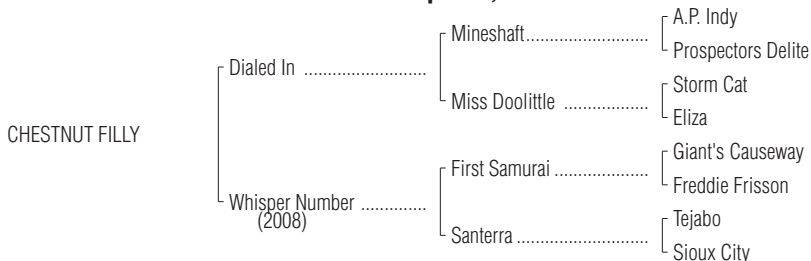 A.P. Indy
Mineshaft..............................
Prospectors Delite
Dialed In ..........................
Storm Cat
Miss Doolittle .....................
Eliza
CHESTNUT FILLY
Giant's Causeway
First Samurai .......................
Freddie Frisson
Whisper Number ..............
(2008)
Tejabo
Santerra .................................
Sioux City